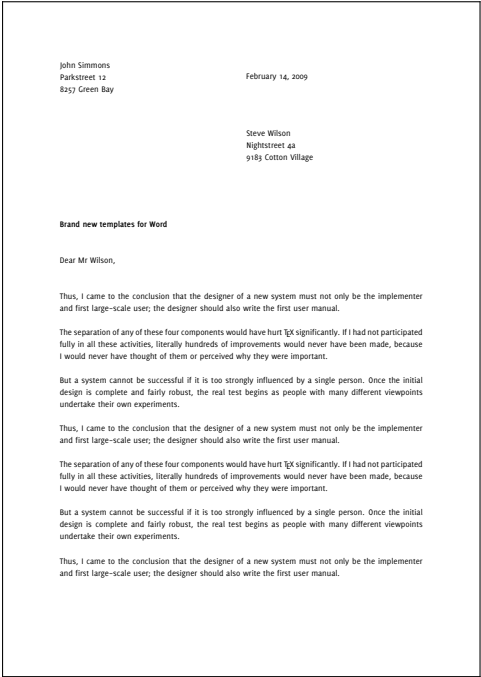 John Simmons
Parkstreet 12
8257 Green Bay
February 14, 2009
Steve Wilson
Nightstreet 4a
9183 Cotton Village
Brand new templates for Word
Dear Mr Wilson,
Thus, I came to the conclusion that the designer of a new system must not only be the implementer
and first large-scale user; the designer should also write the first user manual.
The separation of any of these four components would have hurt TEX significantly. If I had not participated
fully in all these activities, literally hundreds of improvements would never have been made, because
I would never have thought of them or perceived why they were important.
But a system cannot be successful if it is too strongly influenced by a single person. Once the initial
design is complete and fairly robust, the real test begins as people with many different viewpoints
undertake their own experiments.
Thus, I came to the conclusion that the designer of a new system must not only be the implementer
and first large-scale user; the designer should also write the first user manual.
The separation of any of these four components would have hurt TEX significantly. If I had not participated
fully in all these activities, literally hundreds of improvements would never have been made, because
I would never have thought of them or perceived why they were important.
But a system cannot be successful if it is too strongly influenced by a single person. Once the initial
design is complete and fairly robust, the real test begins as people with many different viewpoints
undertake their own experiments.
Thus, I came to the conclusion that the designer of a new system must not only be the implementer
and first large-scale user; the designer should also write the first user manual.